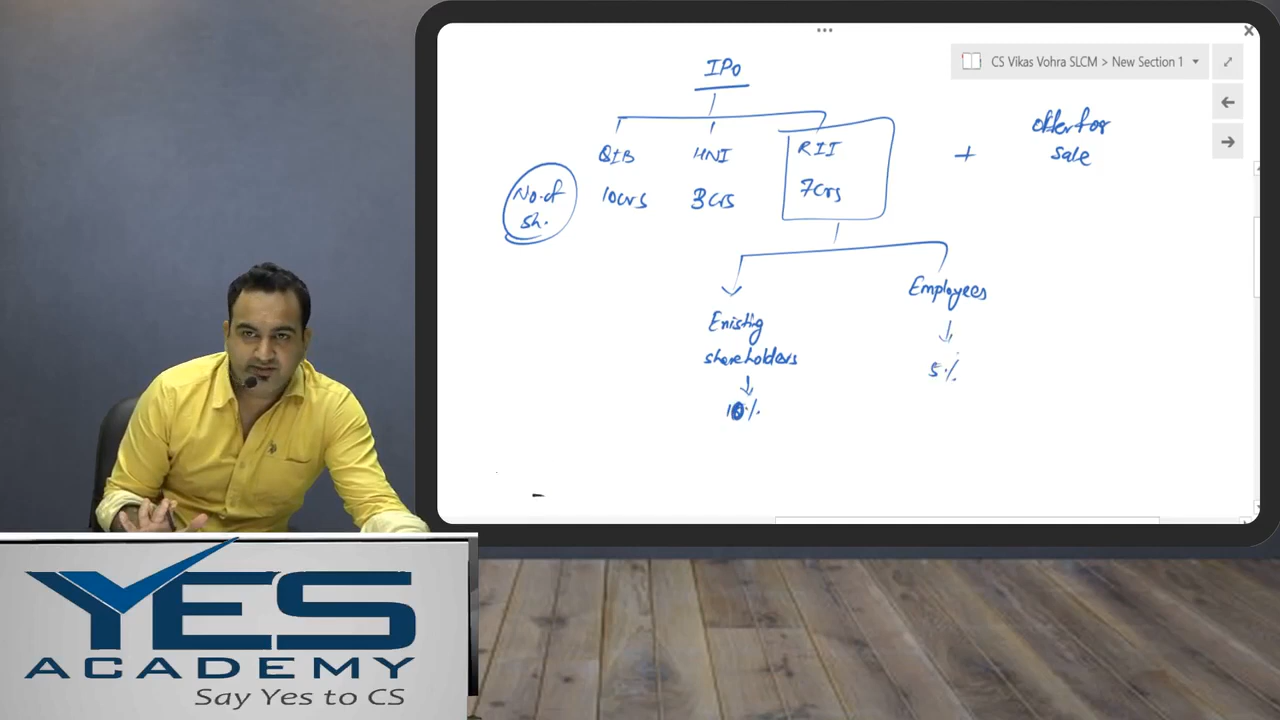 IPO
...
CS Vikas Vohra SLCM > New Section 1
QIB HNI RII + offer for
sale
No. of
sh.
10crs 3crs 7crs
Existing
shareholders
10%
Employees
5%
YES
ACADEMY
Say Yes to CS